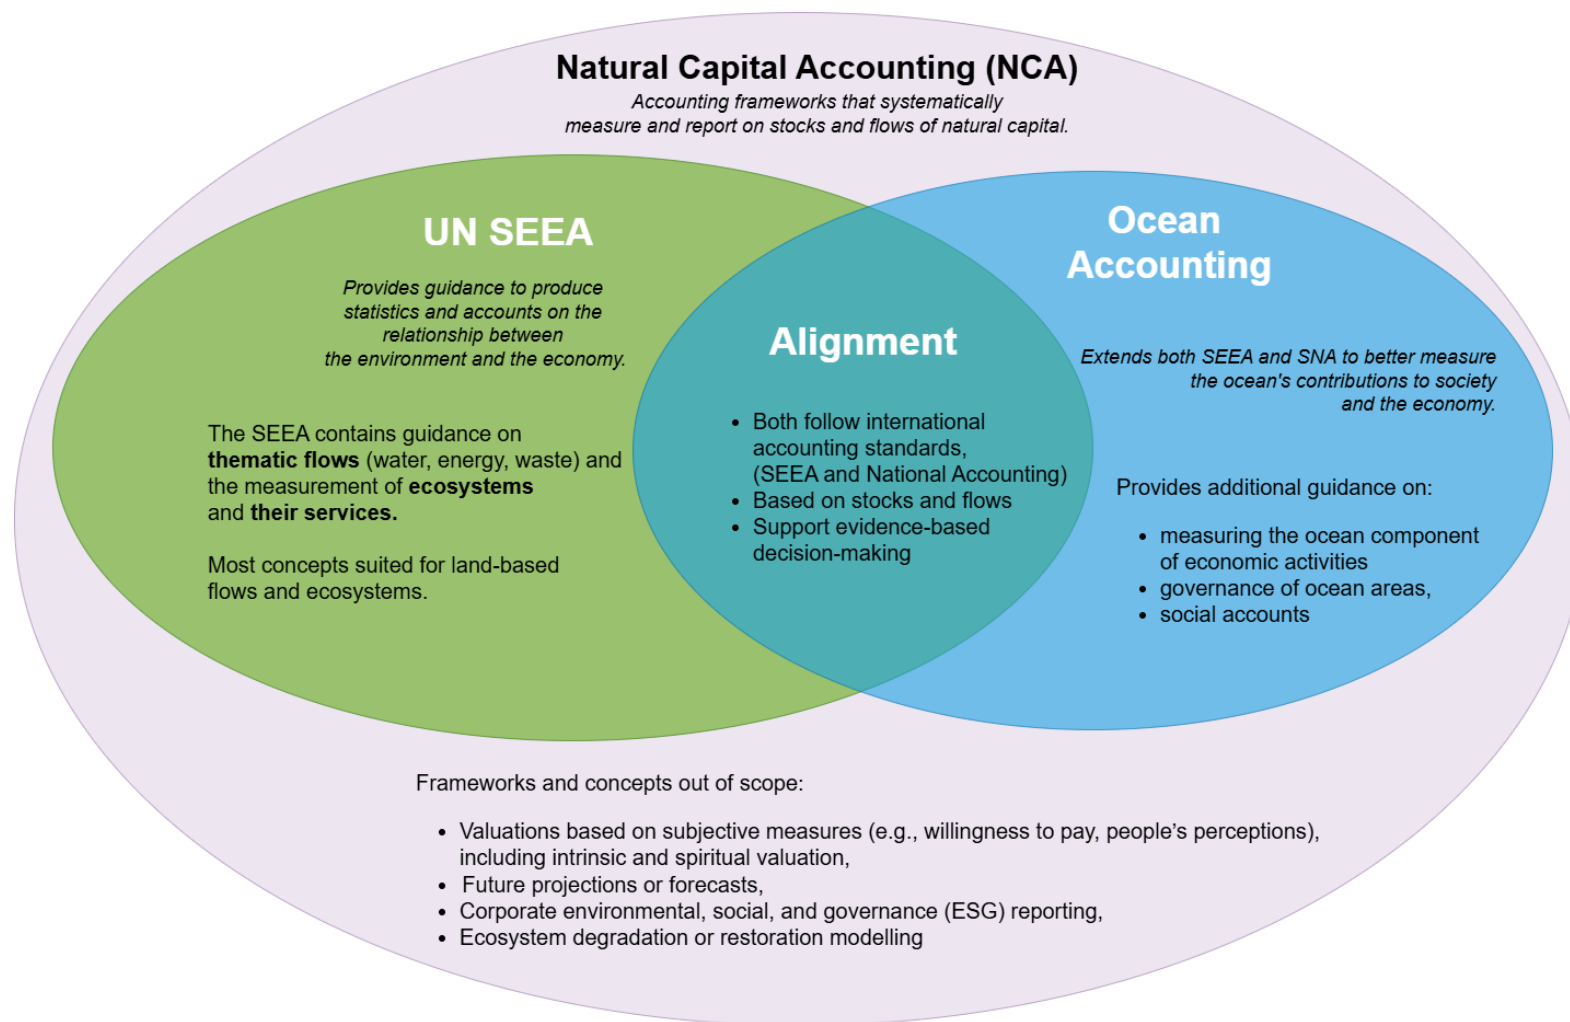 Natural Capital Accounting (NCA)
Accounting frameworks that systematically
measure and report on stocks and flows of natural capital.
UN SEEA
Provides guidance to produce
statistics and accounts on the
relationship between
the environment and the economy.
The SEEA contains guidance on
thematic flows (water, energy, waste) and
the measurement of ecosystems
and their services.
Most concepts suited for land-based
flows and ecosystems.
Alignment
• Both follow international
accounting standards,
(SEEA and National Accounting)
• Based on stocks and flows
• Support evidence-based
decision-making
Ocean
Accounting
Extends both SEEA and SNA to better measure
the ocean's contributions to society
and the economy.
Provides additional guidance on:
• measuring the ocean component
of economic activities
• governance of ocean areas,
• social accounts
Frameworks and concepts out of scope:
• Valuations based on subjective measures (e.g., willingness to pay, people’s perceptions),
including intrinsic and spiritual valuation,
• Future projections or forecasts,
• Corporate environmental, social, and governance (ESG) reporting,
• Ecosystem degradation or restoration modelling